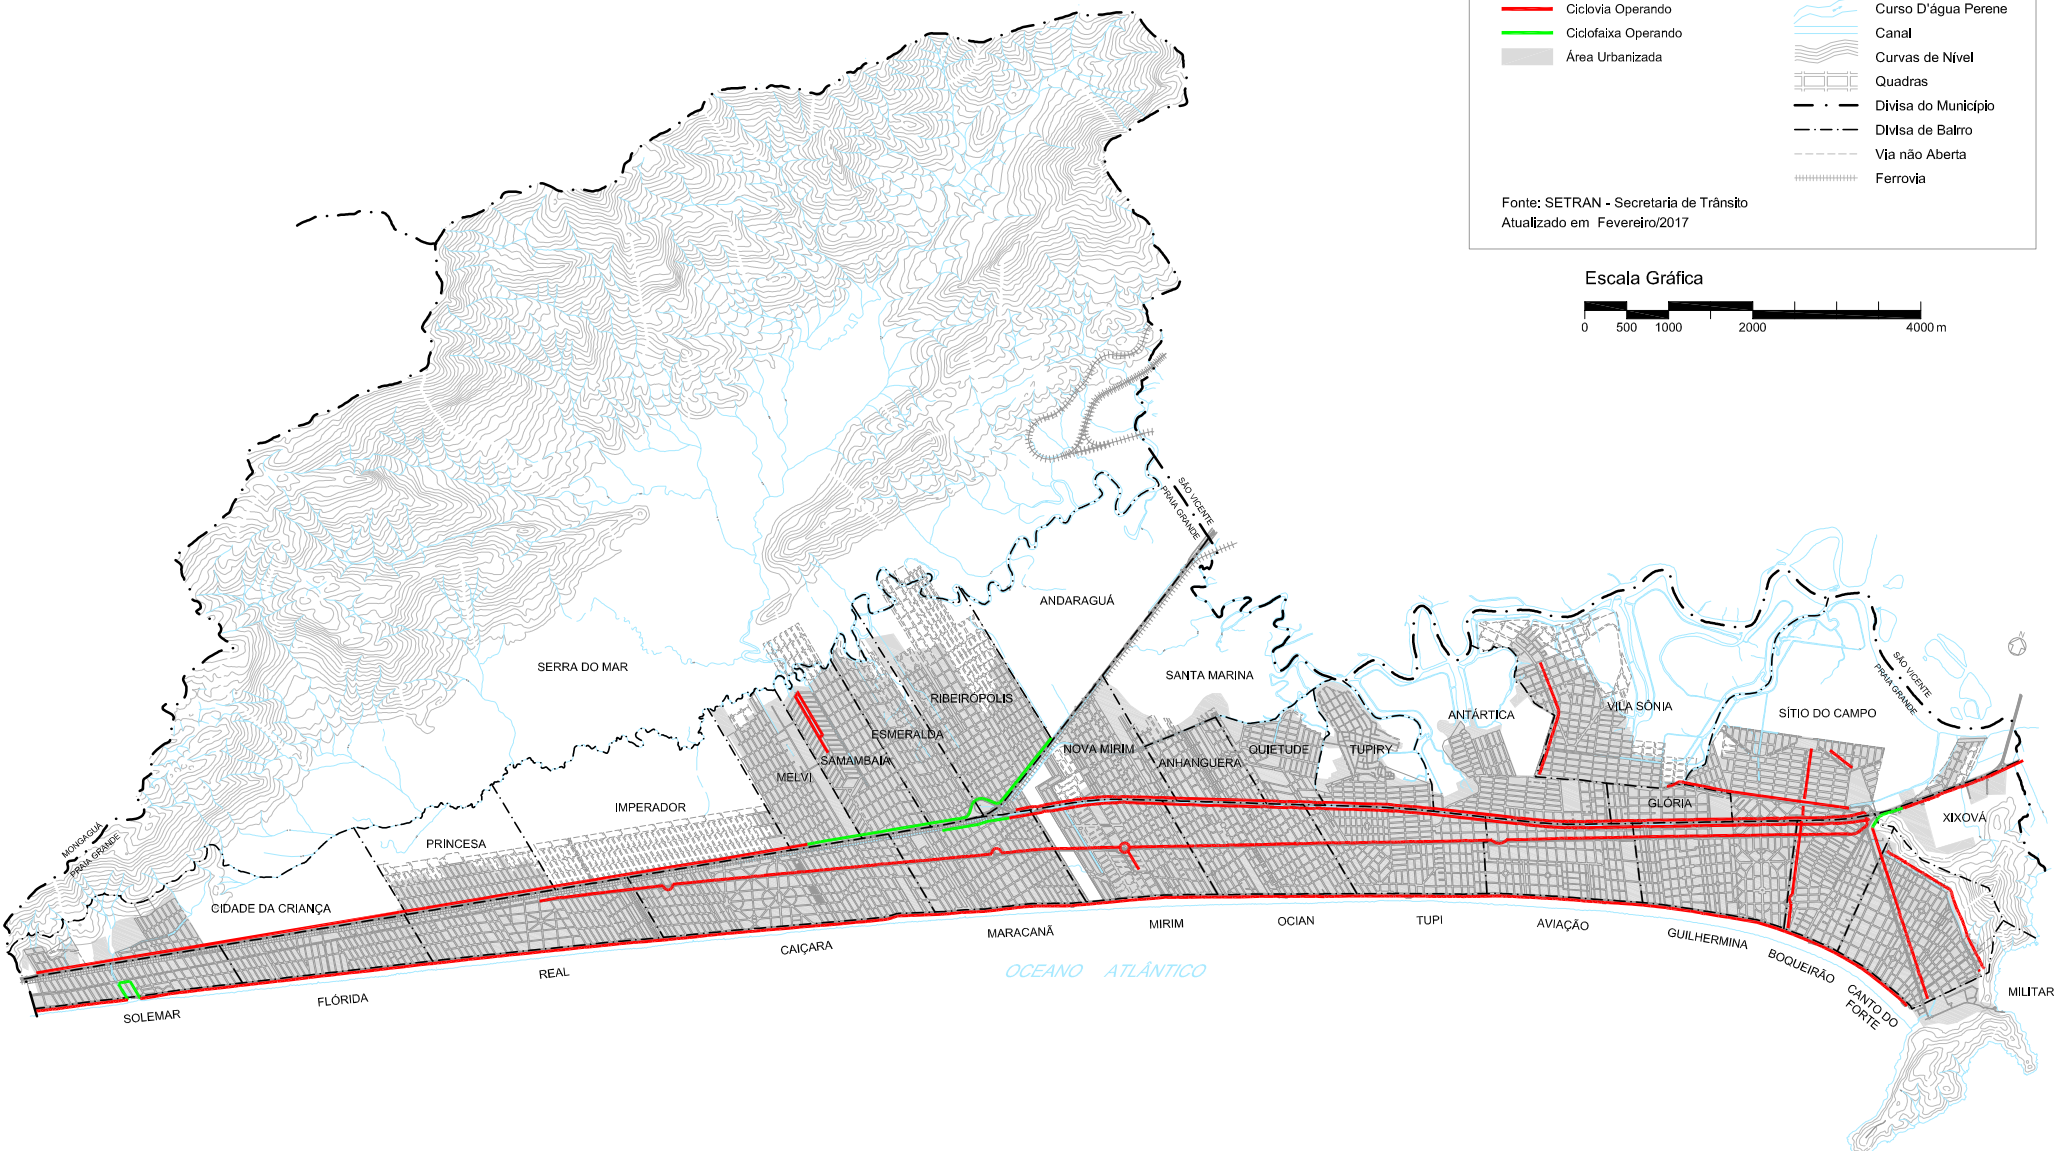 Ciclovia Operando
Ciclofaixa Operando
Área Urbanizada
Curso D'água Perene
Canal
Curvas de Nível
Quadras
Divisa do Município
Divisa de Bairro
Via não Aberta
Ferrovia
Fonte: SETRAN - Secretaria de Trânsito
Atualizado em Fevereiro/2017
Escala Gráfica
0 500 1000 2000 4000 m
SÃO VICENTE
PRAIA GRANDE
ANDARAGUÁ
SERRA DO MAR
SANTA MARINA
RIBEIRÓPOLIS
ESMERALDA
SAMAMBAIA
MELVI
NOVA MIRIM
ANHANGUERA
QUIETUDE
TUPIRY
ANTÁRTICA
VILA SÔNIA
SÍTIO DO CAMPO
SÃO VICENTE
PRAIA GRANDE
N
GLÓRIA
XIXOVÁ
IMPERADOR
PRINCESA
MONGAGUÁ
PRAIA GRANDE
CIDADE DA CRIANÇA
SOLEMAR
FLÓRIDA
REAL
CAIÇARA
MARACANÃ
MIRIM
OCIAN
TUPI
AVIAÇÃO
GUILHERMINA
BOQUEIRÃO
CANTO DO
FORTE
MILITAR
OCEANO ATLÂNTICO